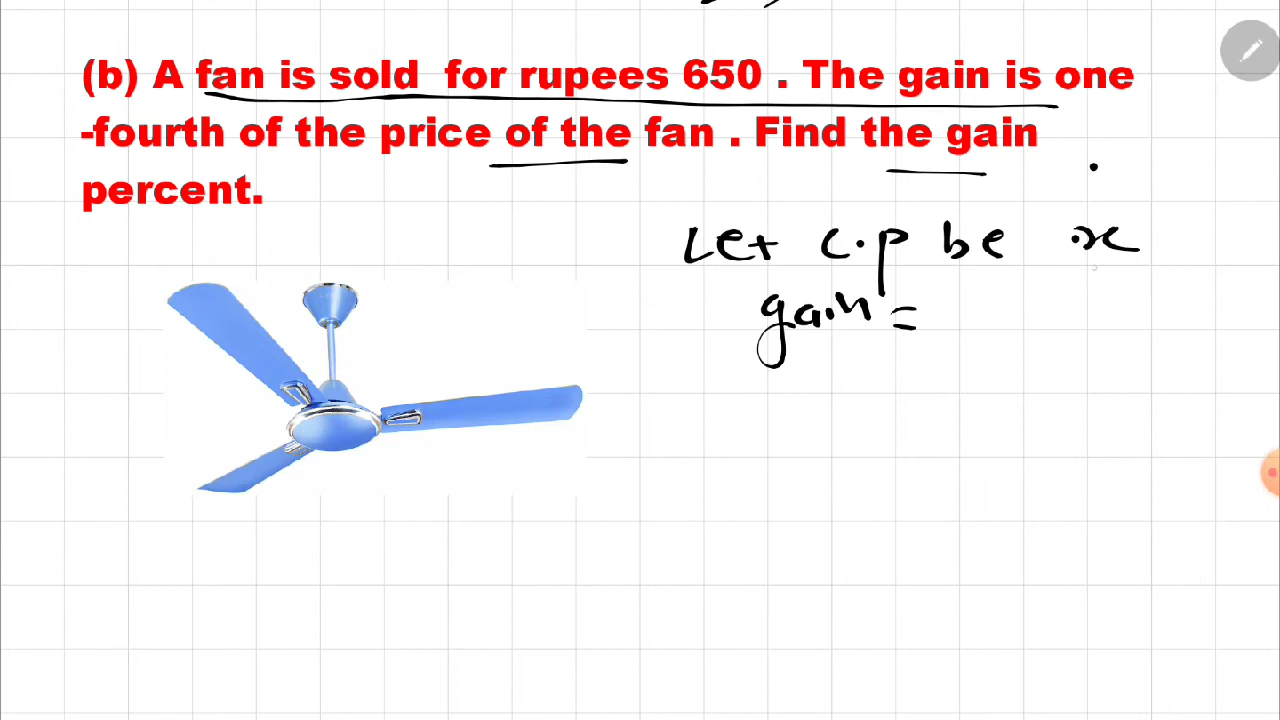 (b) A fan is sold for rupees 650 . The gain is one
-fourth of the price of the fan . Find the gain
percent.
Let C.P be x
gain =